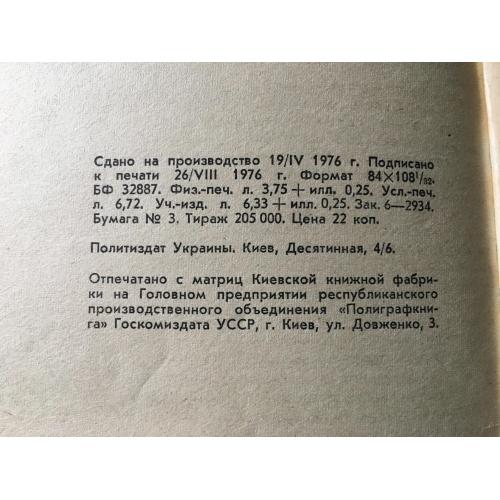 Сдано на производство 19/IV 1976 г. Подписано
к печати 26/VIII 1976 г. Формат 84×108¹/₃₂.
БФ 32887. Физ.-печ. л. 3,75 + илл. 0,25. Усл.-печ.
л. 6,72. Уч.-изд. л. 6,33 + илл. 0,25. Зак. 6—2934.
Бумага № 3. Тираж 205 000. Цена 22 коп.
Политиздат Украины. Киев, Десятинная, 4/6.
Отпечатано с матриц Киевской книжной фабри-
ки на Головном предприятии республиканского
производственного объединения «Полиграфкни-
га» Госкомиздата УССР, г. Киев, ул. Довженко, 3.